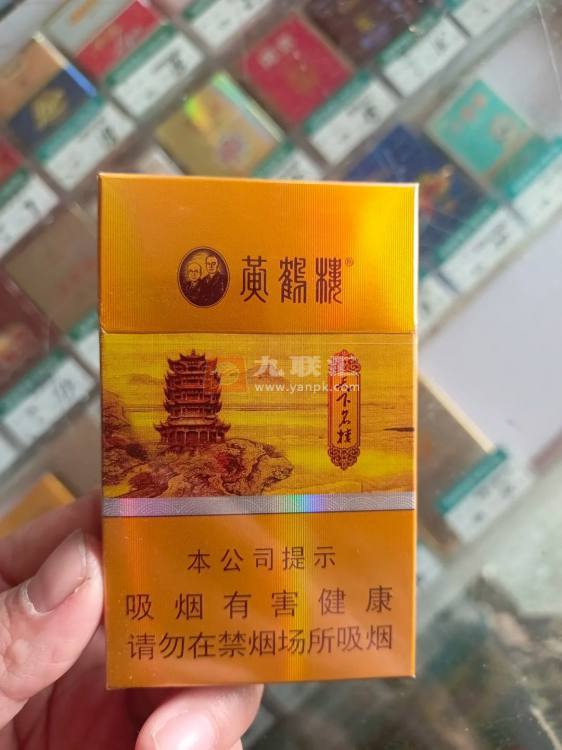 黄鹤楼®
九联汇
www.yanpk.com
天下名楼
本公司提示
吸烟有害健康
请勿在禁烟场所吸烟